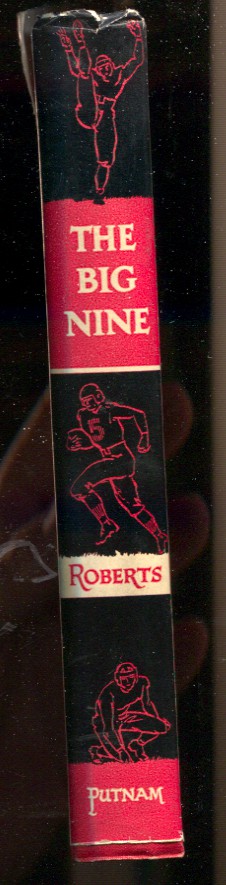 THE
BIG
NINE
5
ROBERTS
PUTNAM